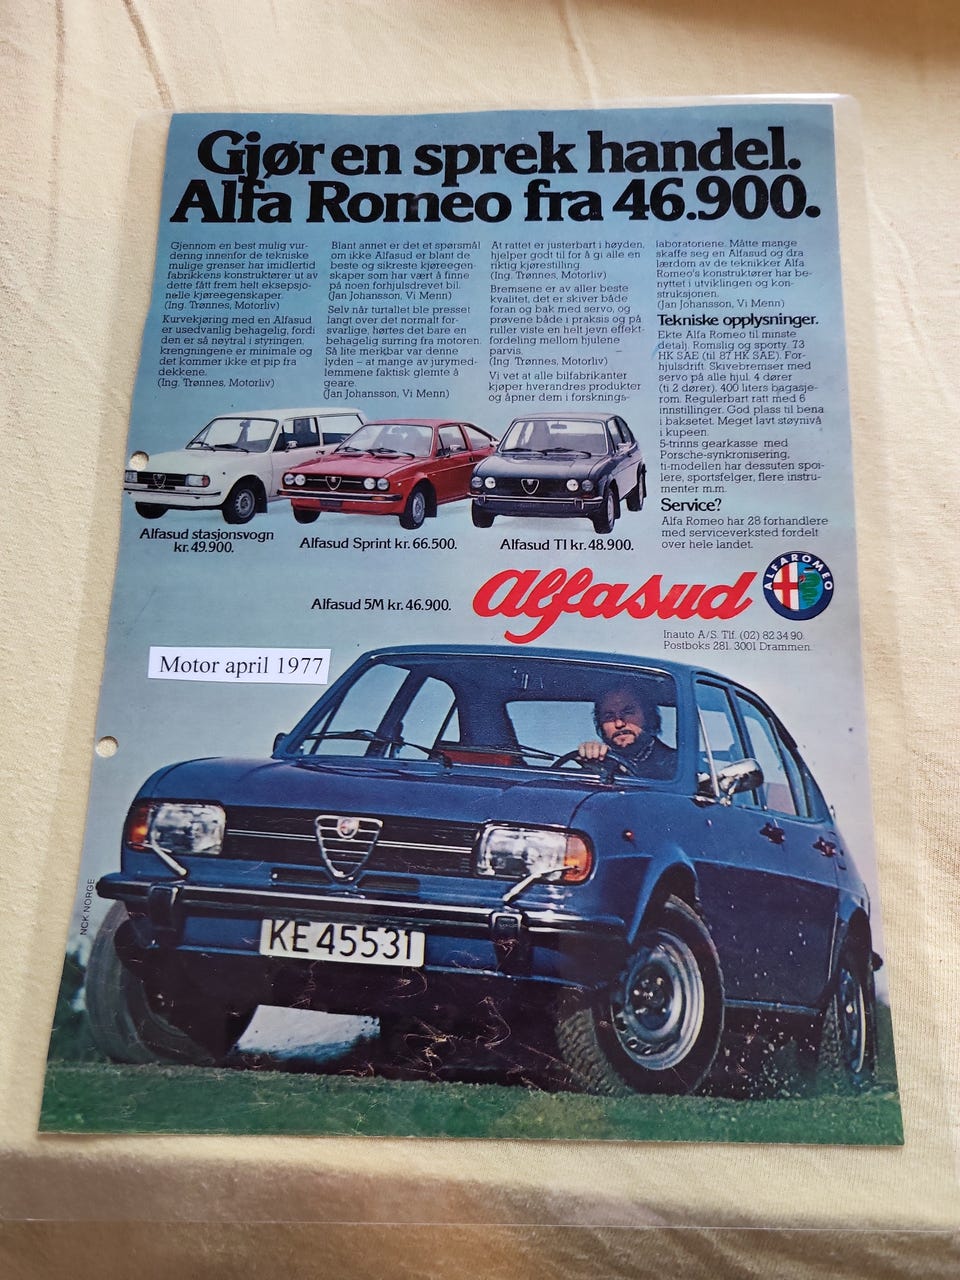 Gjør en sprek handel.
Alfa Romeo fra 46.900.
Gjennom en best mulig vur-
dering innenfor de tekniske
mulige grenser har imidlertid
fabrikkens konstruktører ut av
dette fått frem helt eksepsjo-
nelle kjøreegenskaper.
(Ing. Trønnes, Motorliv)
Kurvekjøring med en Alfasud
er usedvanlig behagelig, fordi
den er så nøytral i styringen,
krengningene er minimale og
det kommer ikke et pip fra
dekkene.
(Ing. Trønnes, Motorliv)
Blant annet er det et spørsmål
om ikke Alfasud er blant de
beste og sikreste kjøreegen-
skaper som har vært å finne
på noen forhjulsdrevet bil.
(Jan Johansson, Vi Menn)
Selv når turtallet ble presset
langt over det normalt for-
svarlige, hørtes det bare en
behagelig surring fra motoren.
Så lite merkbar var denne
lyden – at mange av jurymed-
lemmene faktisk glemte å
geare.
(Jan Johansson, Vi Menn)
At rattet er justerbart i høyden,
hjelper godt til for å gi alle en
riktig kjørestilling.
(Ing. Trønnes, Motorliv)
Bremsene er av aller beste
kvalitet, det er skiver både
foran og bak med servo, og
prøvene både i praksis og på
ruller viste en helt jevn effekt-
fordeling mellom hjulene
parvis.
(Ing. Trønnes, Motorliv)
Vi vet at alle bilfabrikanter
kjøper hverandres produkter
og åpner dem i forsknings-
laboratoriene. Måtte mange
skaffe seg en Alfasud og dra
lærdom av de teknikker Alfa
Romeo's konstruktører har be-
nyttet i utviklingen og kon-
struksjonen.
(Jan Johansson, Vi Menn)
Tekniske opplysninger.
Ekte Alfa Romeo til minste
detalj. Romslig og sporty. 73
HK SAE (til 87 HK SAE). For-
hjulsdrift. Skivebremser med
servo på alle hjul. 4 dører
(ti 2 dører). 400 liters bagasje-
rom. Regulerbart ratt med 6
innstillinger. God plass til bena
i baksetet. Meget lavt støynivå
i kupeen.
5-trinns gearkasse med
Porsche-synkronisering,
ti-modellen har dessuten spoi-
lere, sportsfelger, flere instru-
menter m.m.
Service?
Alfa Romeo har 28 forhandlere
med serviceverksted fordelt
over hele landet.
Alfasud stasjonsvogn
kr. 49.900.
Alfasud Sprint kr. 66.500.
Alfasud TI kr. 48.900.
Alfasud 5M kr. 46.900.
alfasud
ALFA ROMEO
Inauto A/S. Tlf. (02) 82 34 90.
Postboks 281. 3001 Drammen.
Motor april 1977
NCK NORGE
KE 45531